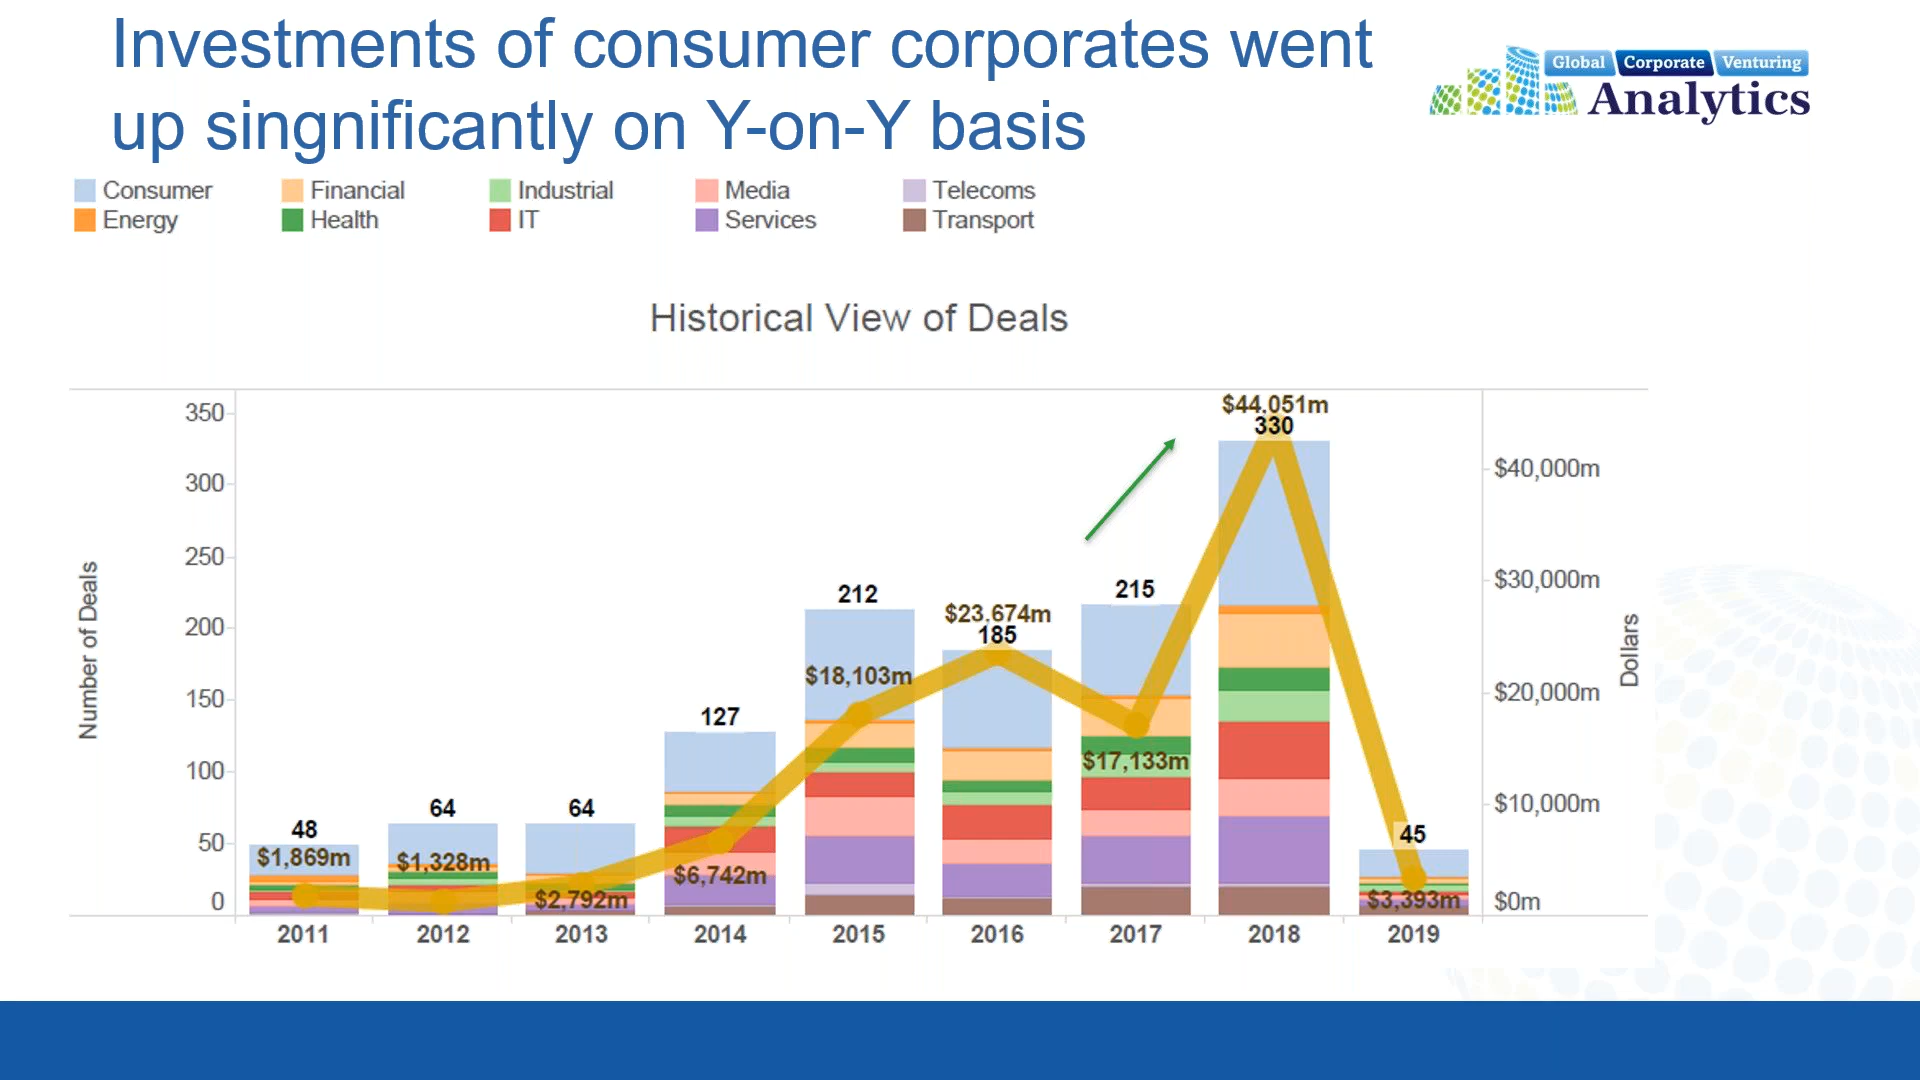 Investments of consumer corporates went
up singnificantly on Y-on-Y basis
Global Corporate Venturing
Analytics
Consumer Financial Industrial Media Telecoms
Energy Health IT Services Transport
Historical View of Deals
Number of Deals
350
300
250
200
150
100
50
0
$40,000m
$30,000m
$20,000m
$10,000m
$0m
Dollars
48
$1,869m
64
$1,328m
64
$2,792m
127
$6,742m
212
$18,103m
$23,674m
185
215
$17,133m
$44,051m
330
45
$3,393m
2011 2012 2013 2014 2015 2016 2017 2018 2019